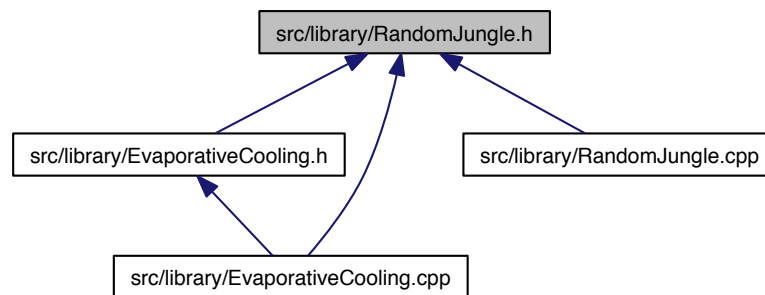 src/library/RandomJungle.h
src/library/EvaporativeCooling.h
src/library/RandomJungle.cpp
src/library/EvaporativeCooling.cpp